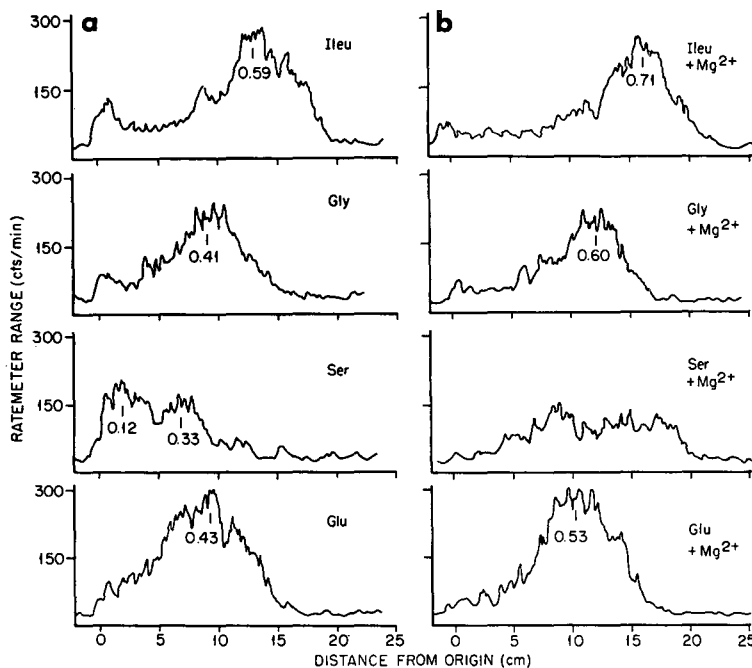 a
b
RATEMETER RANGE (cts/min)
300
150
Ileu
0.59
Ileu
+Mg2+
0.71
300
150
Gly
0.41
Gly
+Mg2+
0.60
300
150
Ser
0.12
0.33
Ser
+Mg2+
300
150
Glu
0.43
Glu
+Mg2+
0.53
0 5 10 15 20 25
0 5 10 15 20 25
DISTANCE FROM ORIGIN (cm)